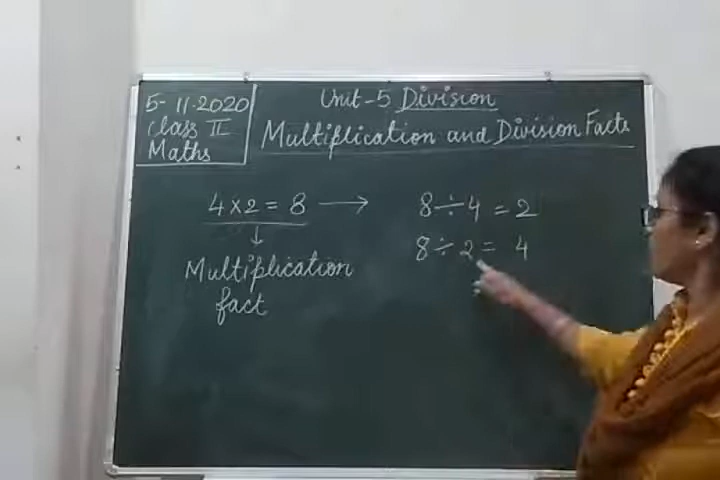 5-11-2020
Class II
Maths
Unit-5 Division
Multiplication and Division Facts
4×2=8 → 8÷4=2
8÷2=4
↓
Multiplication
fact